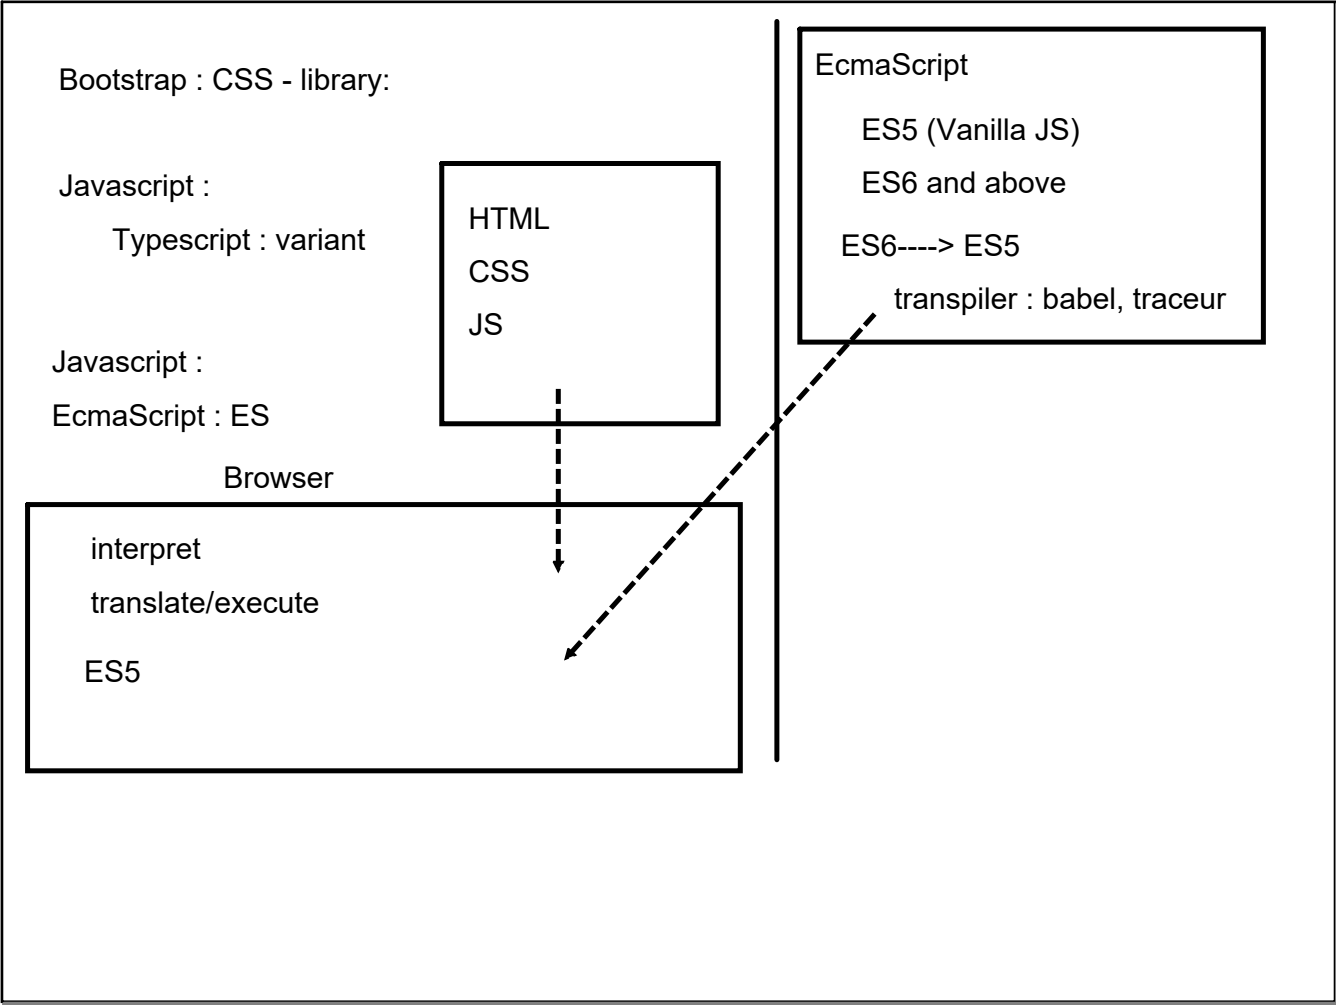 Bootstrap : CSS - library:
Javascript :
Typescript : variant
HTML
CSS
JS
Javascript :
EcmaScript : ES
Browser
interpret
translate/execute
ES5
EcmaScript
ES5 (Vanilla JS)
ES6 and above
ES6----> ES5
transpiler : babel, traceur